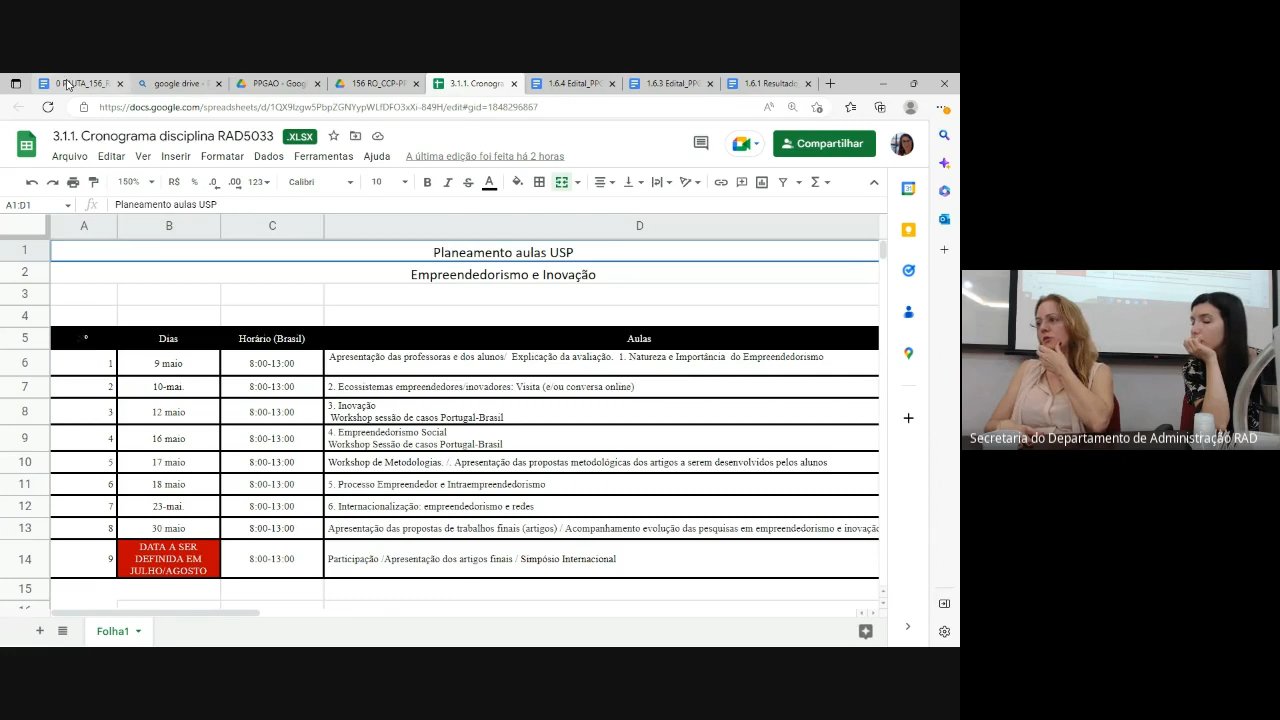 google drive -
PPGAO - Goog
156 RO_CCP-PP
3.1.1. Cronogra
1.6.4 Edital_PPG
1.6.3 Edital_PP
1.6.1 Resultado
https://docs.google.com/spreadsheets/d/1QX9Izgw5PbpZGNYypWLfDFO3xXi-849H/edit#gid=1848296867
3.1.1. Cronograma disciplina RAD5033 .XLSX
Compartilhar
Arquivo Editar Ver Inserir Formatar Dados Ferramentas Ajuda A última edição foi feita há 2 horas
150% R$ % .0 .00 123 Calibri 10 B I S A
A1:D1 fx Planeamento aulas USP
A B C D
1 Planeamento aulas USP
2 Empreendedorismo e Inovação
3
4
5 º Dias Horário (Brasil) Aulas
6 1 9 maio 8:00-13:00 Apresentação das professoras e dos alunos/ Explicação da avaliação. 1. Natureza e Importância do Empreendedorismo
7 2 10-mai. 8:00-13:00 2. Ecossistemas empreendedores/inovadores: Visita (e/ou conversa online)
8 3 12 maio 8:00-13:00 3. Inovação
Workshop sessão de casos Portugal-Brasil
9 4 16 maio 8:00-13:00 4. Empreendedorismo Social
Workshop Sessão de casos Portugal-Brasil
10 5 17 maio 8:00-13:00 Workshop de Metodologias. /. Apresentação das propostas metodológicas dos artigos a serem desenvolvidos pelos alunos
11 6 18 maio 8:00-13:00 5. Processo Empreendedor e Intraempreendedorismo
12 7 23-mai. 8:00-13:00 6. Internacionalização: empreendedorismo e redes
13 8 30 maio 8:00-13:00 Apresentação das propostas de trabalhos finais (artigos) / Acompanhamento evolução das pesquisas em empreendedorismo e inovação
DATA A SER
14 9 DEFINIDA EM 8:00-13:00 Participação /Apresentação dos artigos finais / Simpósio Internacional
JULHO/AGOSTO
15
Folha1
Secretaria do Departamento de Administração RAD